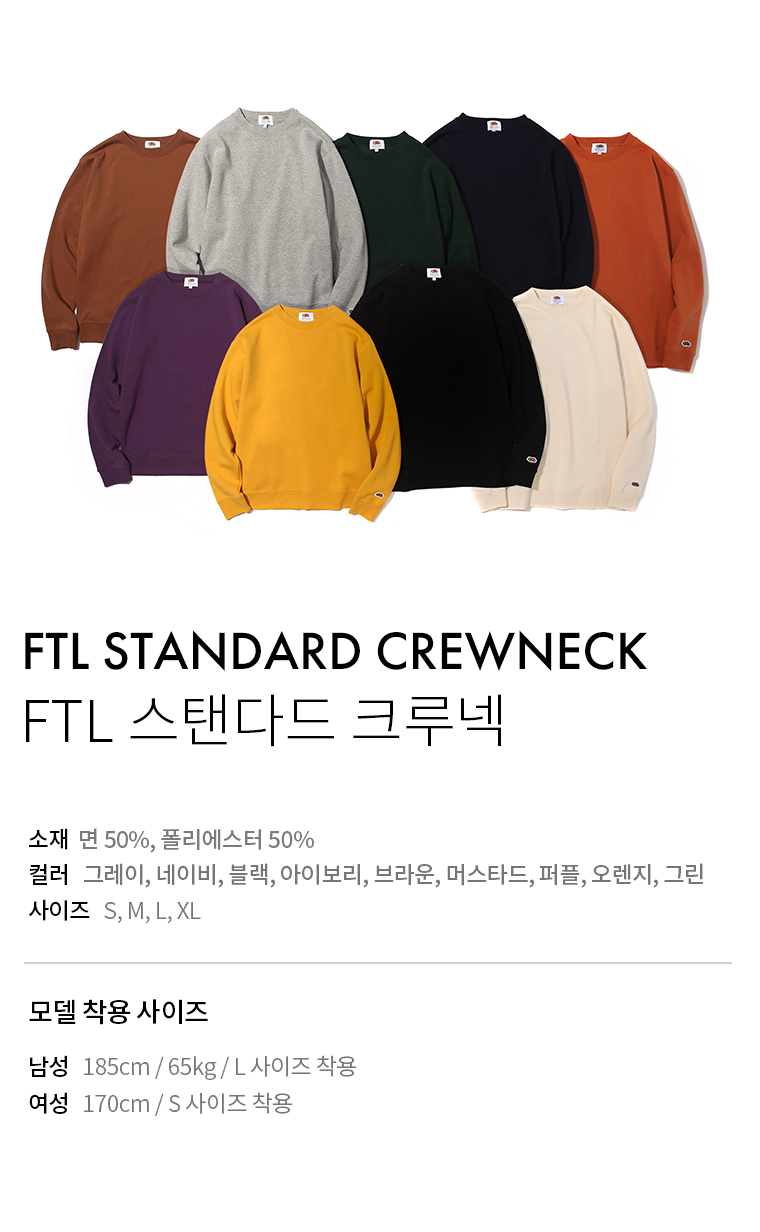 FTL STANDARD CREWNECK
FTL 스탠다드 크루넥
소재 면 50%, 폴리에스터 50%
컬러 그레이, 네이비, 블랙, 아이보리, 브라운, 머스타드, 퍼플, 오렌지, 그린
사이즈 S, M, L, XL
모델 착용 사이즈
남성 185cm / 65kg / L 사이즈 착용
여성 170cm / S 사이즈 착용